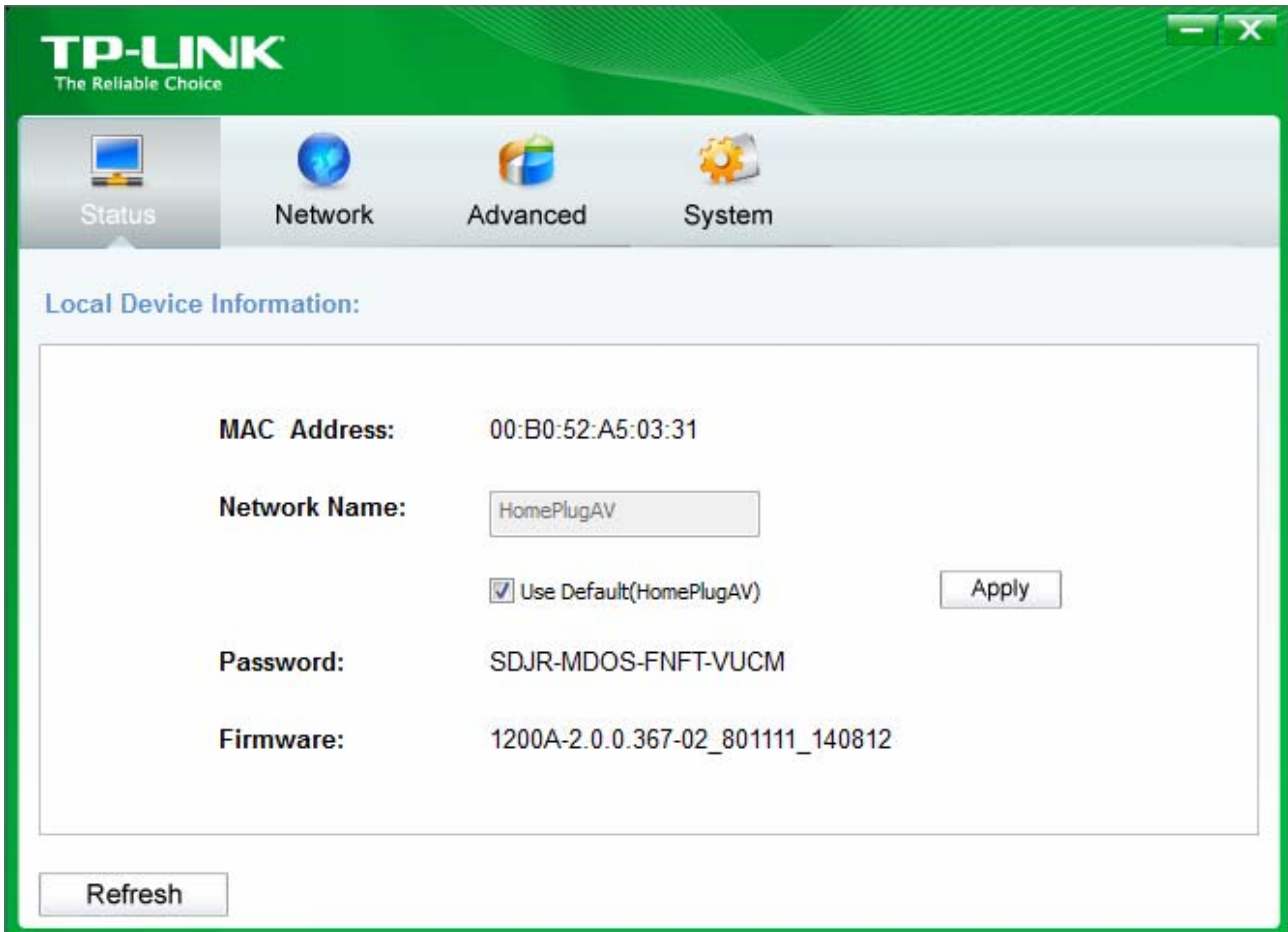 TP-LINK
The Reliable Choice
Status
Network
Advanced
System
Local Device Information:
MAC Address: 00:B0:52:A5:03:31
Network Name: HomePlugAV
Use Default(HomePlugAV)
Apply
Password: SDJR-MDOS-FNFT-VUCM
Firmware: 1200A-2.0.0.367-02_801111_140812
Refresh